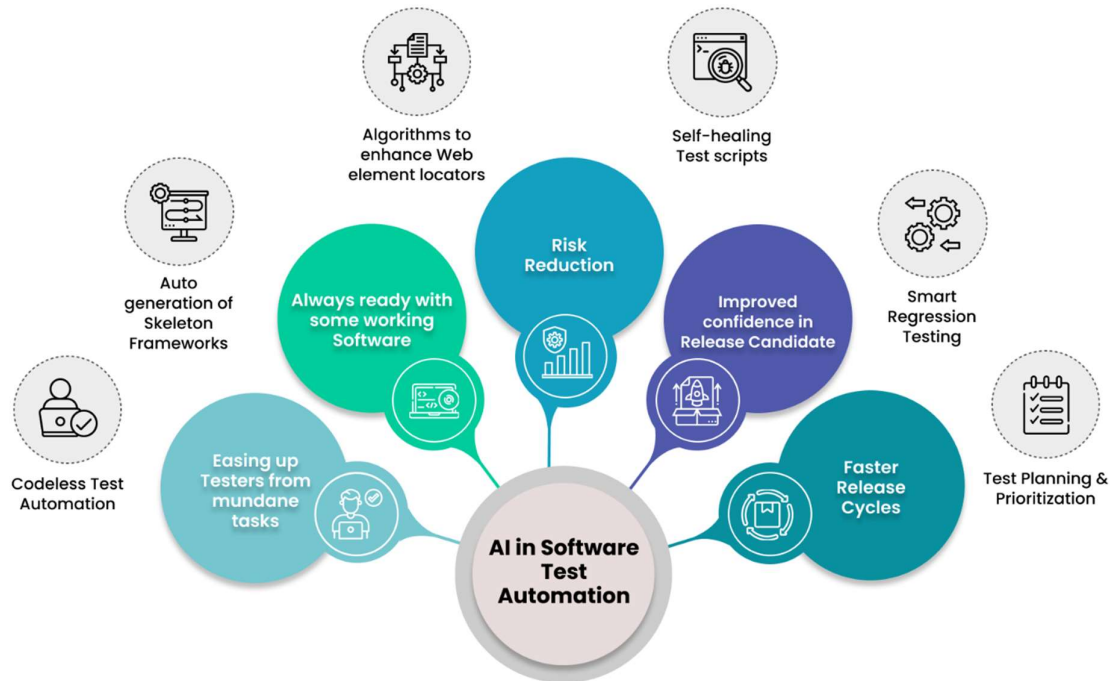 Algorithms to
enhance Web
element locators
Self-healing
Test scripts
Auto
generation of
Skeleton
Frameworks
Smart
Regression
Testing
Codeless Test
Automation
Test Planning &
Prioritization
Easing up
Testers from
mundane
tasks
Always ready with
some working
Software
Risk
Reduction
Improved
confidence in
Release Candidate
Faster
Release
Cycles
AI in Software
Test
Automation